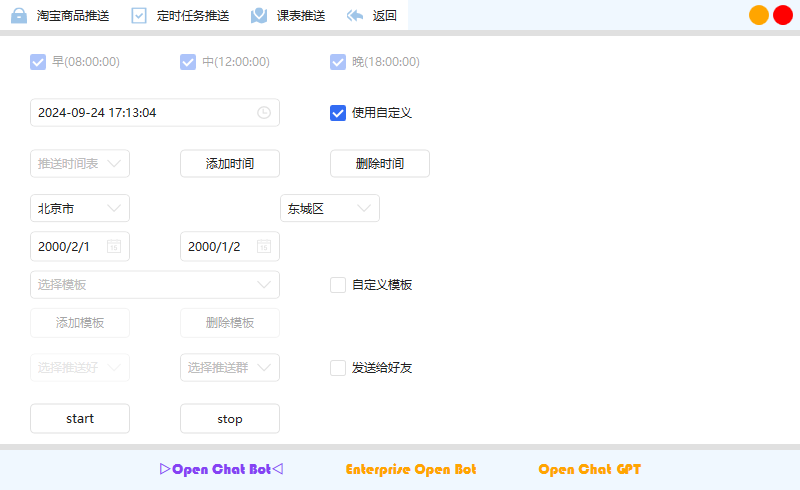 淘宝商品推送 定时任务推送 课表推送 返回
早(08:00:00) 中(12:00:00) 晚(18:00:00)
2024-09-24 17:13:04 使用自定义
推送时间表 添加时间 删除时间
北京市 东城区
2000/2/1 2000/1/2
选择模板 自定义模板
添加模板 删除模板
选择推送好 选择推送群 发送给好友
start stop
▷Open Chat Bot◁ Enterprise Open Bot Open Chat GPT